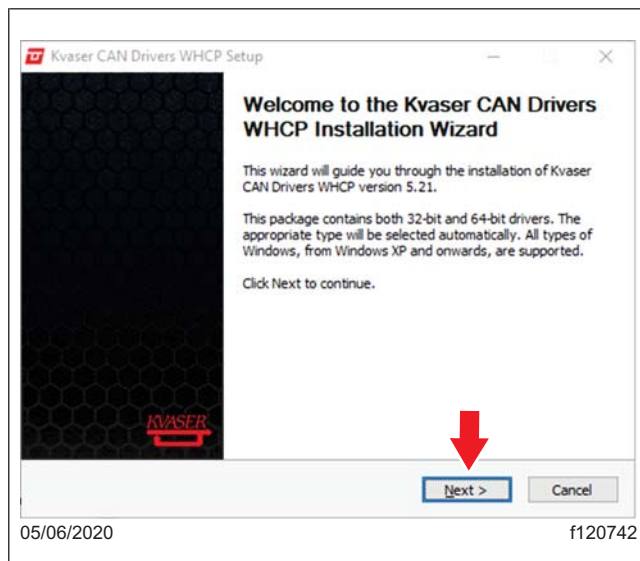 Kvaser CAN Drivers WHCP Setup
Welcome to the Kvaser CAN Drivers
WHCP Installation Wizard
This wizard will guide you through the installation of Kvaser
CAN Drivers WHCP version 5.21.
This package contains both 32-bit and 64-bit drivers. The
appropriate type will be selected automatically. All types of
Windows, from Windows XP and onwards, are supported.
Click Next to continue.
KVASER
Next >
Cancel
05/06/2020
f120742